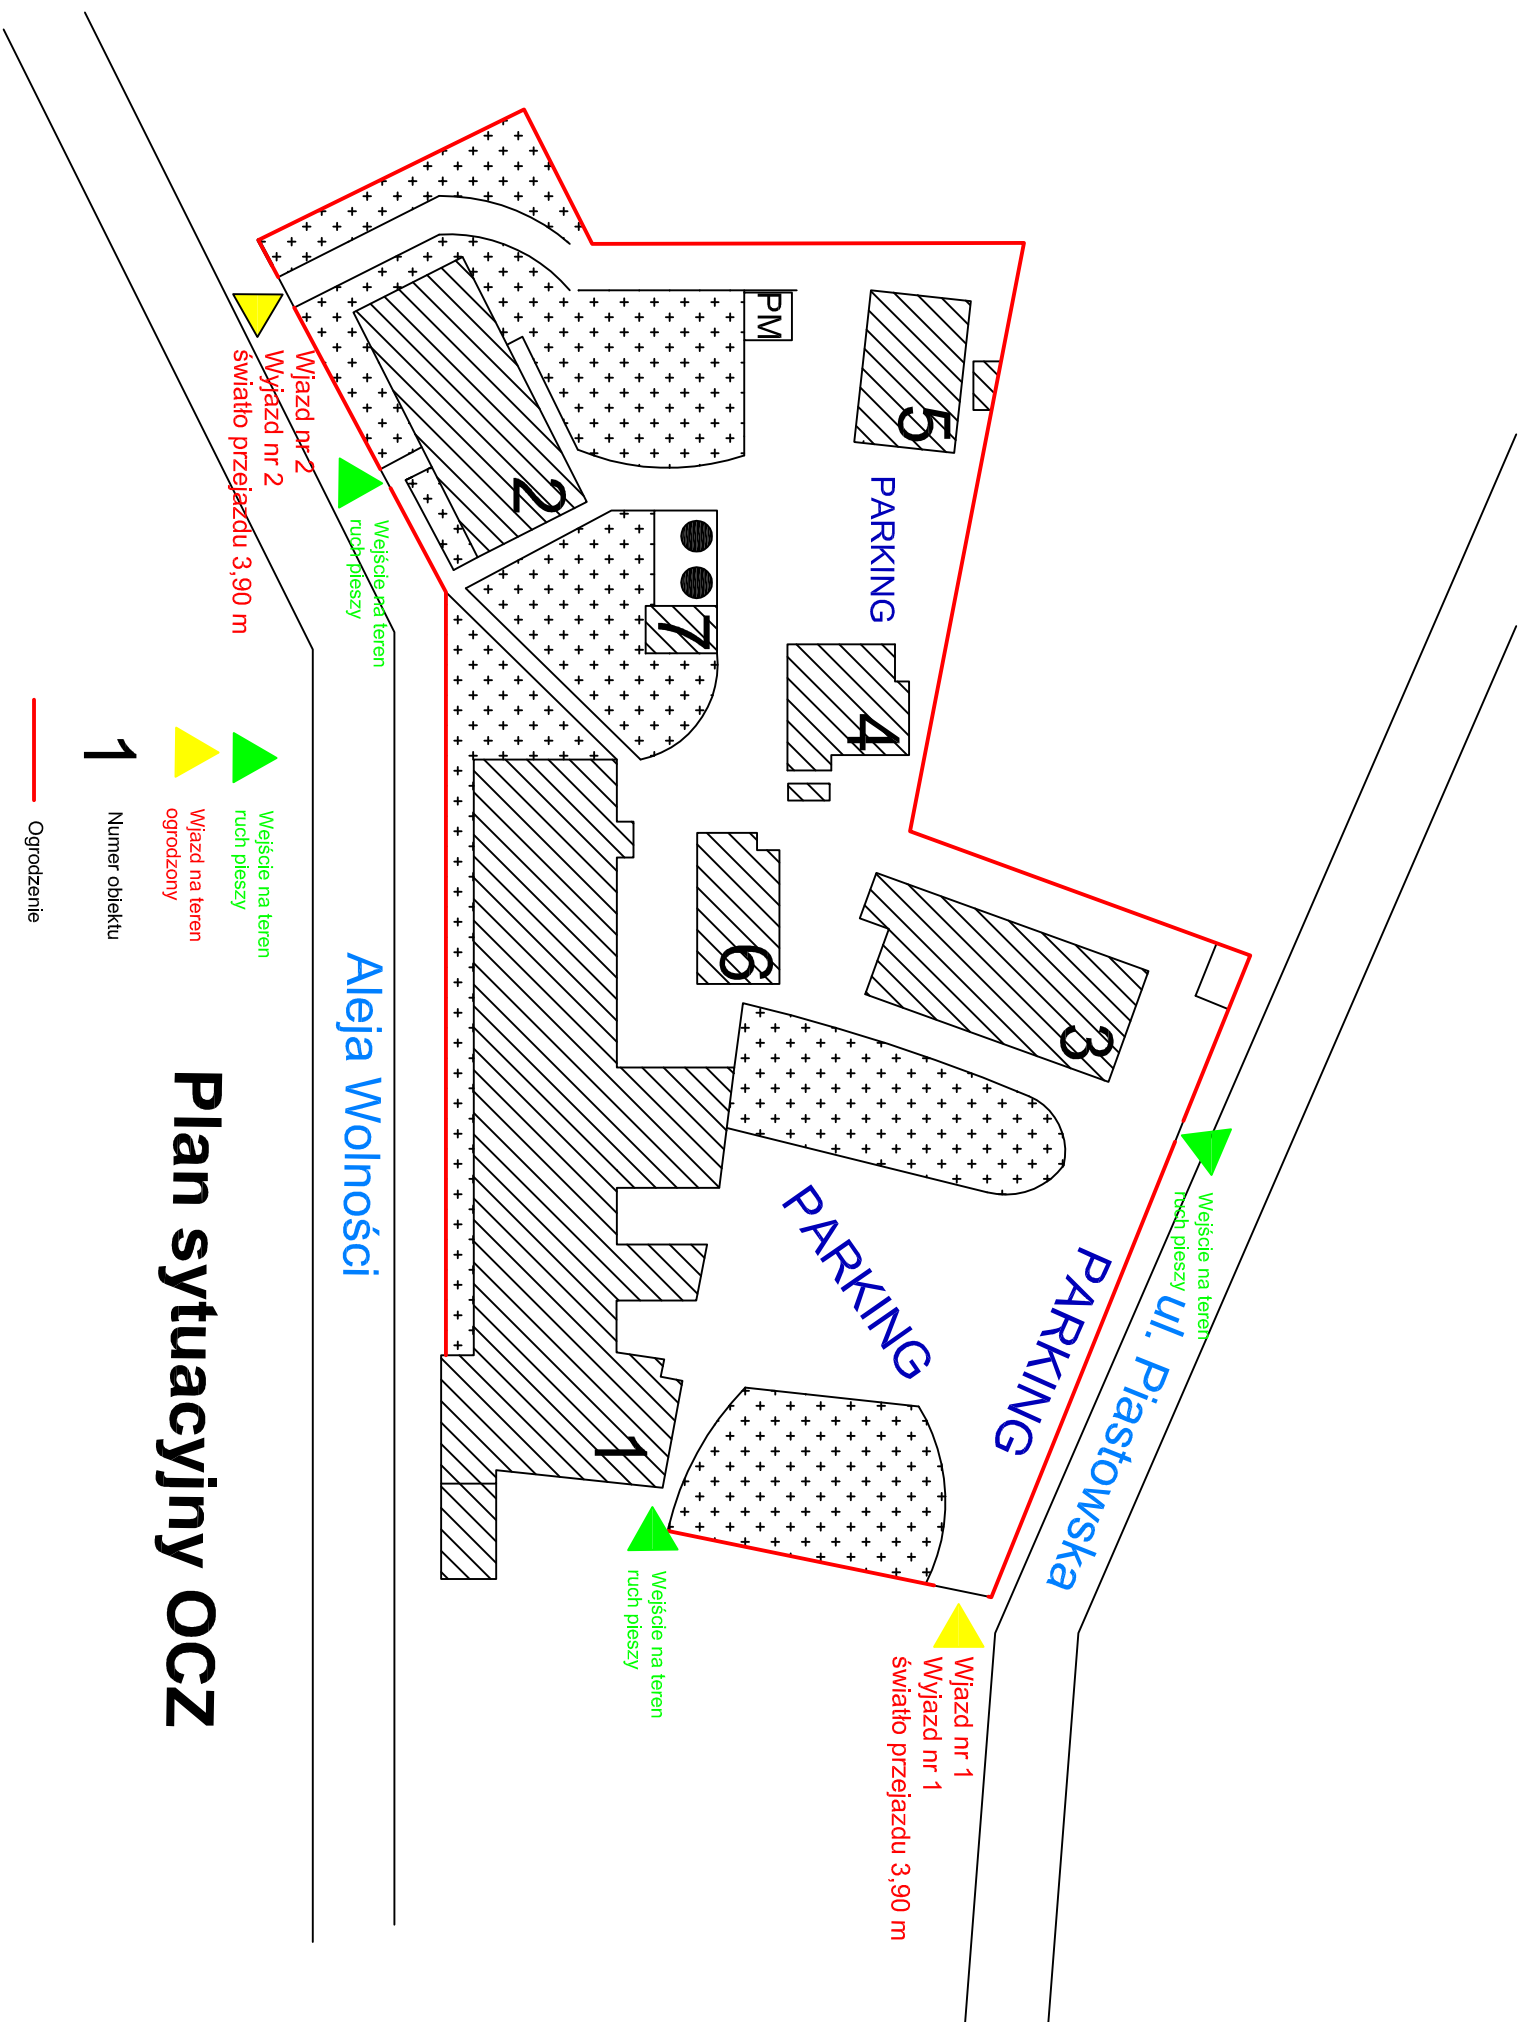 PM
5
PARKING
2
Wjazd nr 2
Wyjazd nr 2
światło przejazdu 3,90 m
Wejście na teren
ruch pieszy
7
4
6
3
Wejście na teren
ruch pieszy
ul. Piastowska
PARKING
PARKING
1
Wejście na teren
ruch pieszy
Wjazd nr 1
Wyjazd nr 1
światło przejazdu 3,90 m
Aleja Wolności
Wejście na teren
ruch pieszy
Wjazd na teren
ogrodzony
1
Numer obiektu
Ogrodzenie
Plan sytuacyjny OCZ